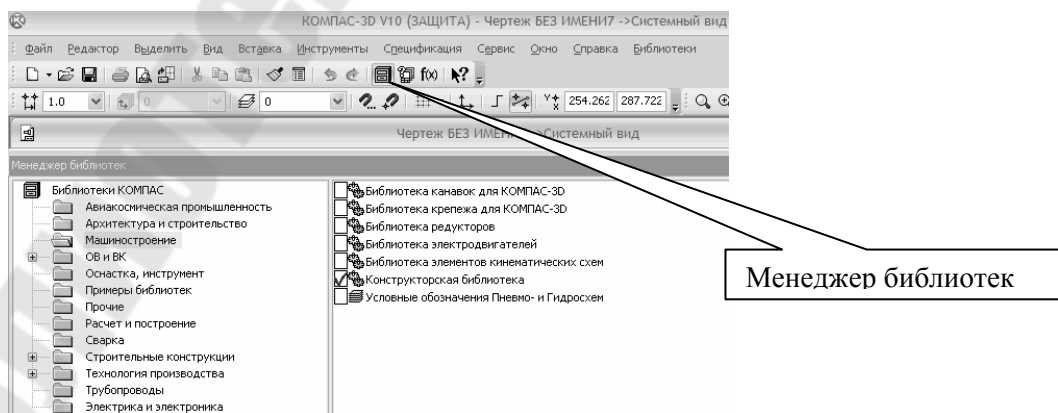 КОМПАС-3D V10 (ЗАЩИТА) - Чертеж БЕЗ ИМЕНИ7 ->Системный вид
Файл Редактор Выделить Вид Вставка Инструменты Спецификация Сервис Окно Справка Библиотеки
f(x)
1.0 0 0 254.262 287.722
Чертеж БЕЗ ИМЕНИ ->Системный вид
Менеджер библиотек
Библиотеки КОМПАС
Авиакосмическая промышленность
Архитектура и строительство
Машиностроение
ОВ и ВК
Оснастка, инструмент
Примеры библиотек
Прочие
Расчет и построение
Сварка
Строительные конструкции
Технология производства
Трубопроводы
Электрика и электроника
Библиотека канавок для КОМПАС-3D
Библиотека крепежа для КОМПАС-3D
Библиотека редукторов
Библиотека электродвигателей
Библиотека элементов кинематических схем
Конструкторская библиотека
Условные обозначения Пневмо- и Гидросхем
Менеджер библиотек